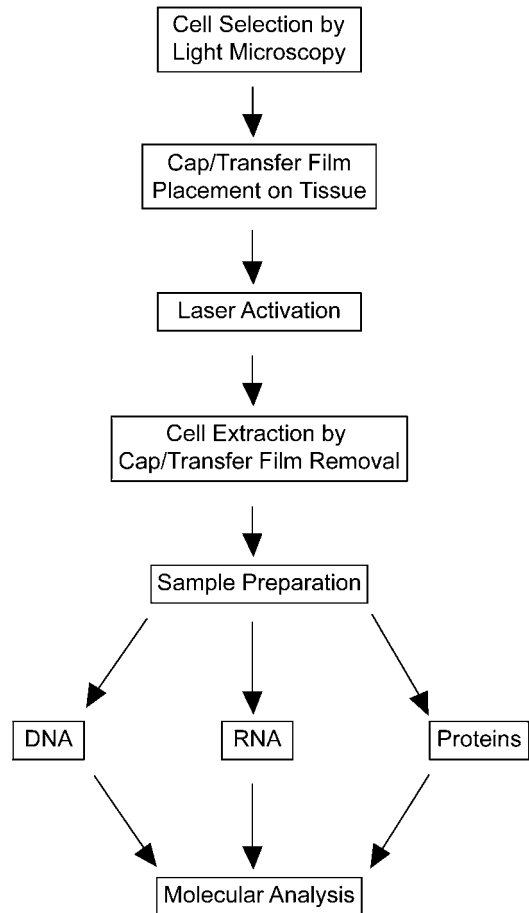 Cell Selection by
Light Microscopy
Cap/Transfer Film
Placement on Tissue
Laser Activation
Cell Extraction by
Cap/Transfer Film Removal
Sample Preparation
DNA
RNA
Proteins
Molecular Analysis